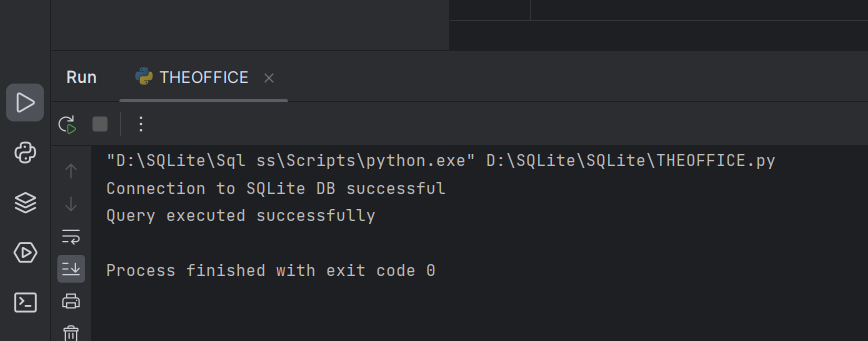 Run
THEOFFICE
"D:\SQLite\Sql ss\Scripts\python.exe" D:\SQLite\SQLite\THEOFFICE.py
Connection to SQLite DB successful
Query executed successfully
Process finished with exit code 0